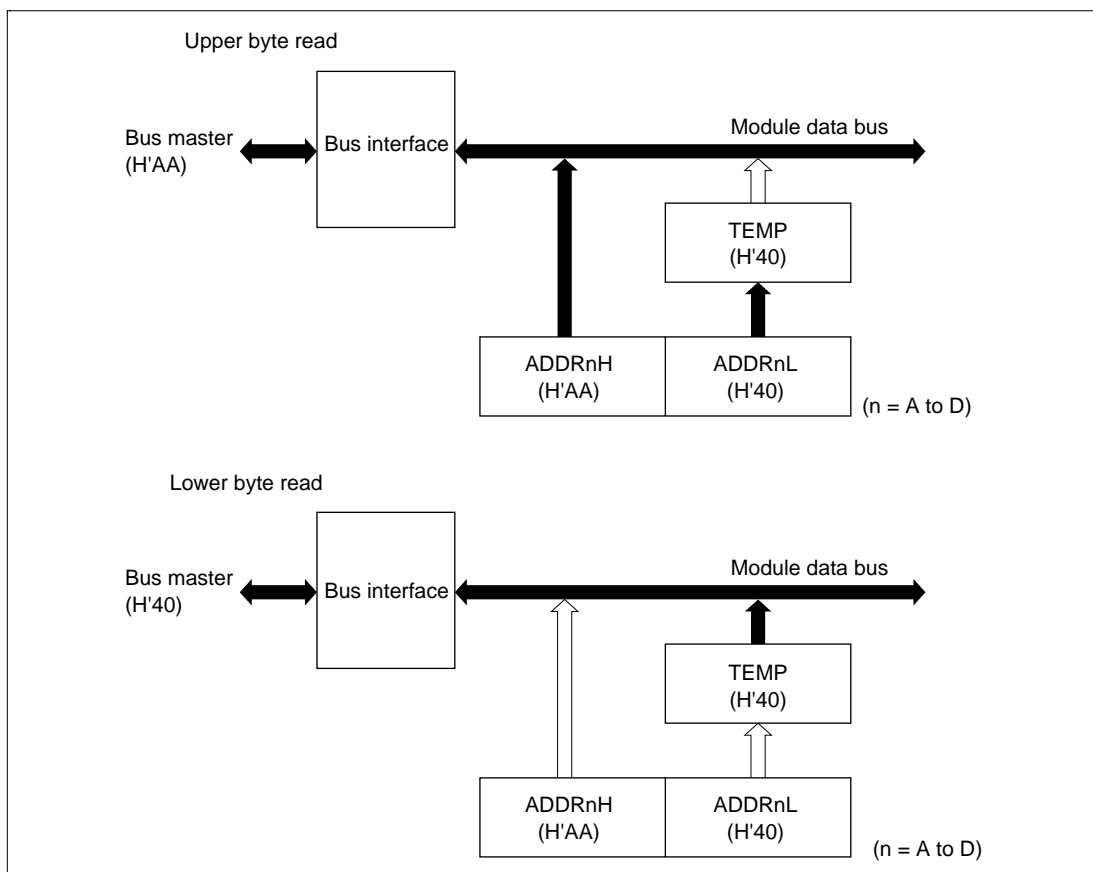 Upper byte read
Bus master
(H'AA)
Bus interface
Module data bus
TEMP
(H'40)
ADDRnH
(H'AA)
ADDRnL
(H'40)
(n = A to D)
Lower byte read
Bus master
(H'40)
Bus interface
Module data bus
TEMP
(H'40)
ADDRnH
(H'AA)
ADDRnL
(H'40)
(n = A to D)